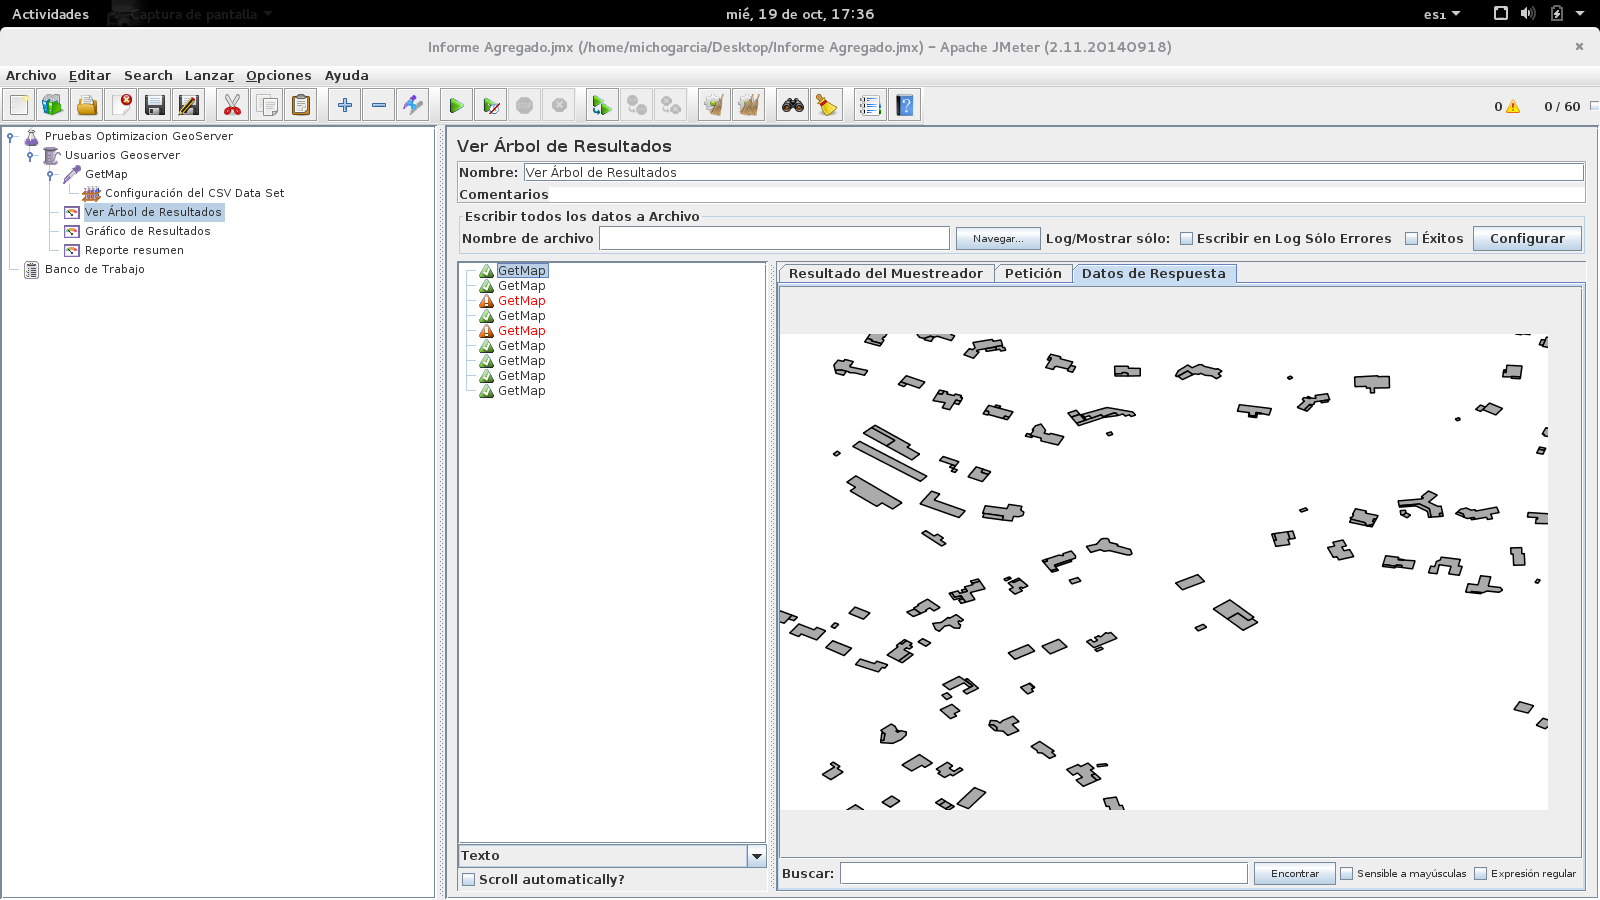 Actividades Captura de pantalla mié, 19 de oct, 17:36 es₁
Informe Agregado.jmx (/home/michogarcia/Desktop/Informe Agregado.jmx) – Apache JMeter (2.11.20140918) ×
Archivo Editar Search Lanzar Opciones Ayuda
0 0 / 60
Pruebas Optimizacion GeoServer
Usuarios Geoserver
GetMap
Configuración del CSV Data Set
Ver Árbol de Resultados
Gráfico de Resultados
Reporte resumen
Banco de Trabajo
Ver Árbol de Resultados
Nombre: Ver Árbol de Resultados
Comentarios
Escribir todos los datos a Archivo
Nombre de archivo Navegar... Log/Mostrar sólo: Escribir en Log Sólo Errores Éxitos Configurar
GetMap
GetMap
GetMap
GetMap
GetMap
GetMap
GetMap
GetMap
GetMap
Texto
Scroll automatically?
Resultado del Muestreador Petición Datos de Respuesta
Buscar: Encontrar Sensible a mayúsculas Expresión regular